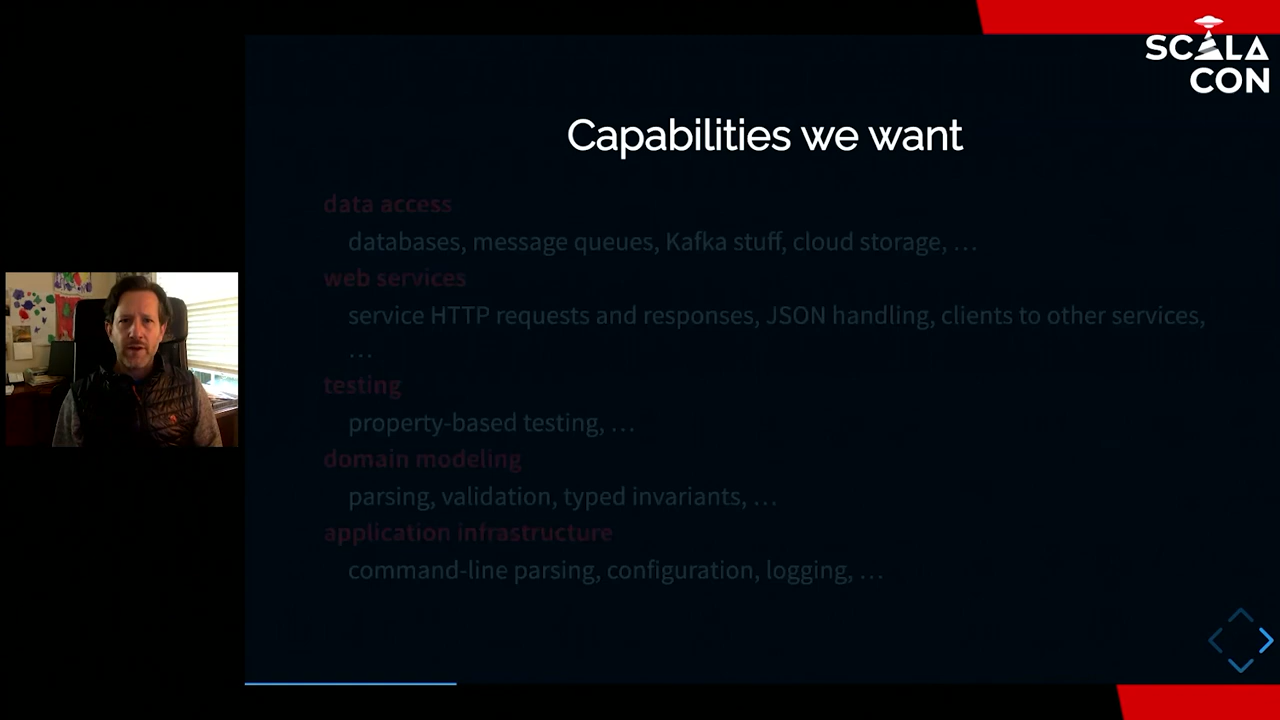 SCALA
CON
Capabilities we want
data access
databases, message queues, Kafka stuff, cloud storage, …
web services
service HTTP requests and responses, JSON handling, clients to other services,
…
testing
property-based testing, …
domain modeling
parsing, validation, typed invariants, …
application infrastructure
command-line parsing, configuration, logging, …